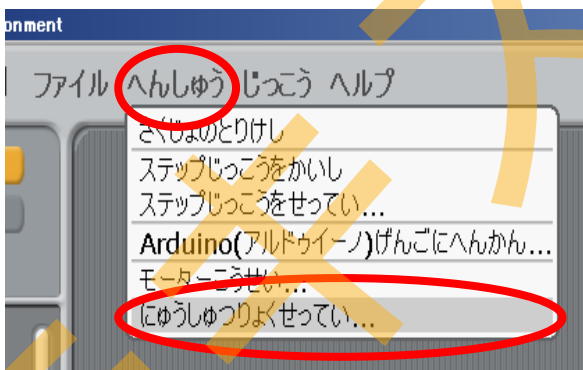 onment
ファイル へんしゅう じっこう ヘルプ
さくじょのとりけし
ステップじっこうをかいし
ステップじっこうをせってい...
Arduino(アルドゥイーノ)げんごにへんかん...
モーターこうせい...
にゅうしゅつりょくせってい...